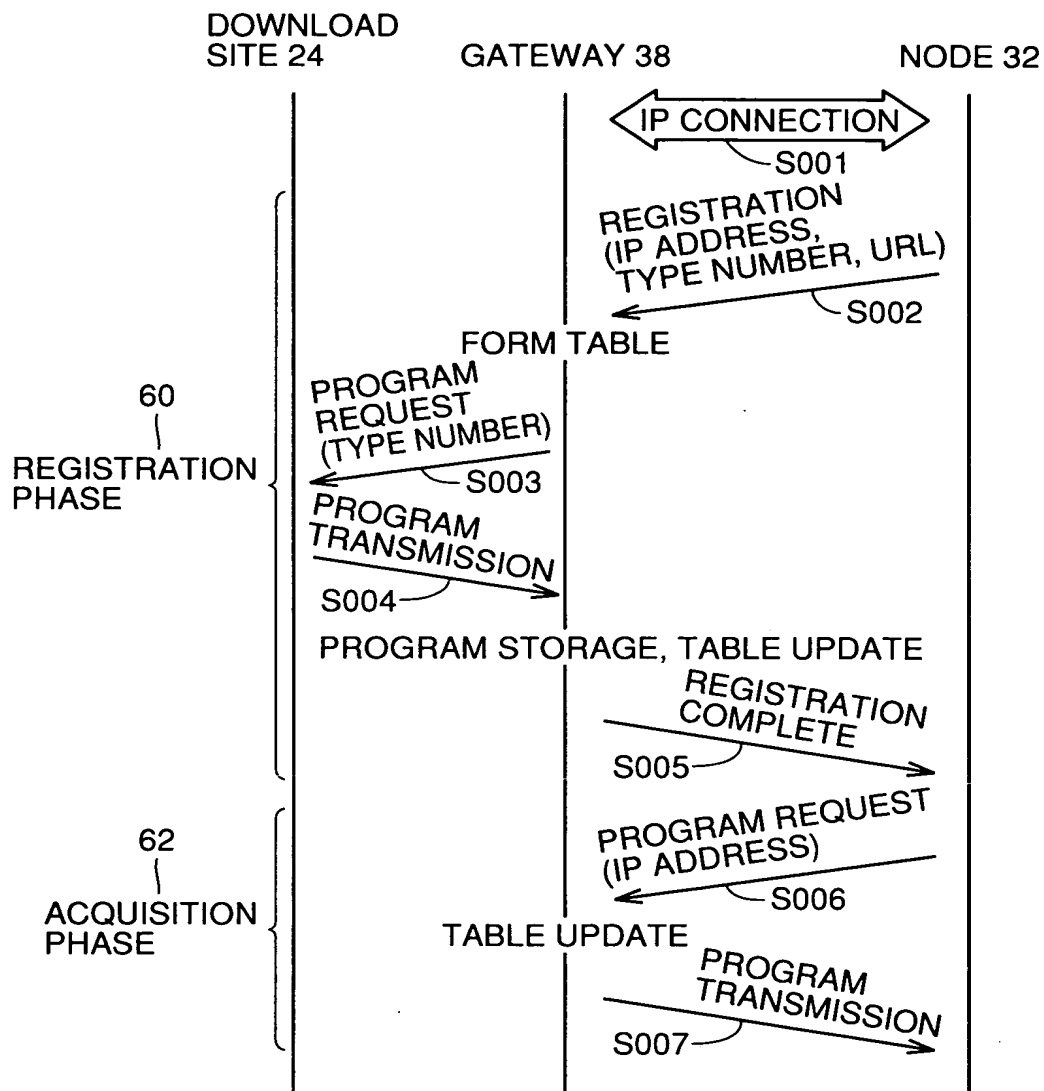 DOWNLOAD
SITE 24
GATEWAY 38
NODE 32
IP CONNECTION
S001
REGISTRATION
(IP ADDRESS,
TYPE NUMBER, URL)
S002
FORM TABLE
PROGRAM
REQUEST
(TYPE NUMBER)
S003
60
REGISTRATION
PHASE
PROGRAM
TRANSMISSION
S004
PROGRAM STORAGE, TABLE UPDATE
REGISTRATION
COMPLETE
S005
PROGRAM REQUEST
(IP ADDRESS)
S006
62
ACQUISITION
PHASE
TABLE UPDATE
PROGRAM
TRANSMISSION
S007